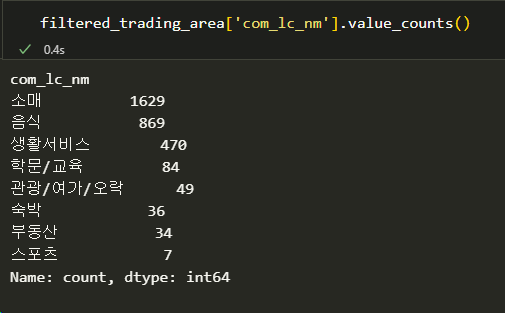 filtered_trading_area['com_lc_nm'].value_counts()
✓ 0.4s
com_lc_nm
소매 1629
음식 869
생활서비스 470
학문/교육 84
관광/여가/오락 49
숙박 36
부동산 34
스포츠 7
Name: count, dtype: int64